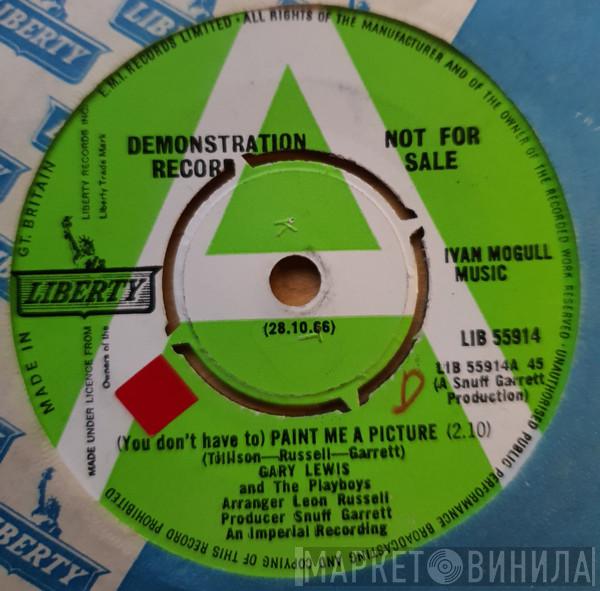 LIBERTY
LIBERTY
LIBERTY
E.M.I. RECORDS LIMITED · ALL RIGHTS OF THE MANUFACTURER AND OF THE OWNER OF THE RECORDED WORK RESERVED · UNAUTHORISED PUBLIC PERFORMANCE BROADCASTING AND COPYING OF THIS RECORD PROHIBITED
MADE IN GT. BRITAIN
MADE UNDER LICENCE FROM LIBERTY RECORDS INC.
Owners of the Liberty Trade Mark
DEMONSTRATION
RECORD
NOT FOR
SALE
LIBERTY
IVAN MOGULL
MUSIC
(28.10.66)
LIB 55914
LIB 55914A 45
(A Snuff Garrett
Production)
D
(You don't have to) PAINT ME A PICTURE (2.10)
(Tillison—Russell—Garrett)
GARY LEWIS
and The Playboys
Arranger Leon Russell
Producer Snuff Garrett
An Imperial Recording
МАРКЕТ ВИНИЛА